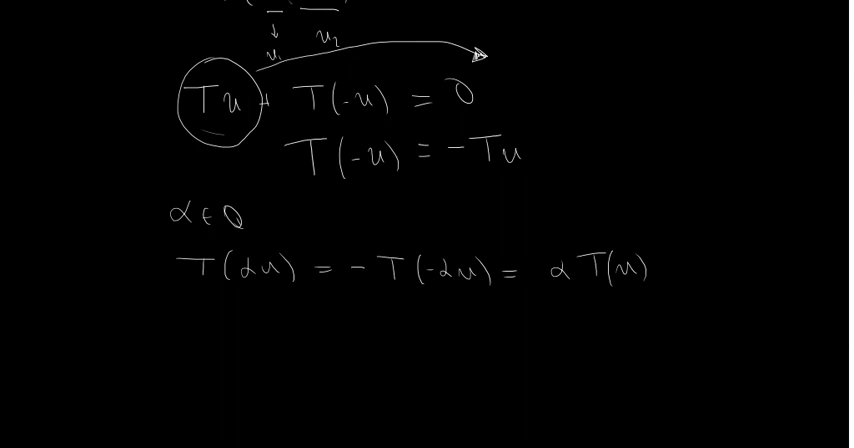 u₁ u₂
Tu + T(-u) = 0
T(-u) = -Tu
α ∈ Q
T(αu) = -T(-αu) = αT(u)